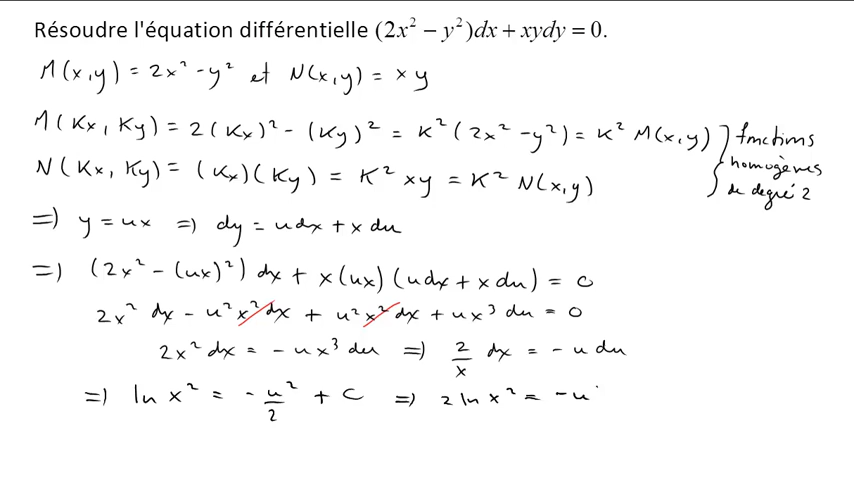 Résoudre l'équation différentielle (2x² − y²)dx + xydy = 0.
M(x,y) = 2x² - y² et N(x,y) = xy
M(Kx, Ky) = 2(Kx)² - (Ky)² = K²(2x² - y²) = K² M(x,y)
N(Kx, Ky) = (Kx)(Ky) = K² xy = K² N(x,y)
} fonctions
homogènes
de degré 2
=> y = ux => dy = udx + x du
=> (2x² - (ux)²) dx + x(ux)(udx + x du) = 0
2x² dx - u²x²dx + u²x²dx + ux³ du = 0
2x² dx = - ux³ du => 2/x dx = - u du
=> ln x² = - u²/2 + C => 2 ln x² = -u